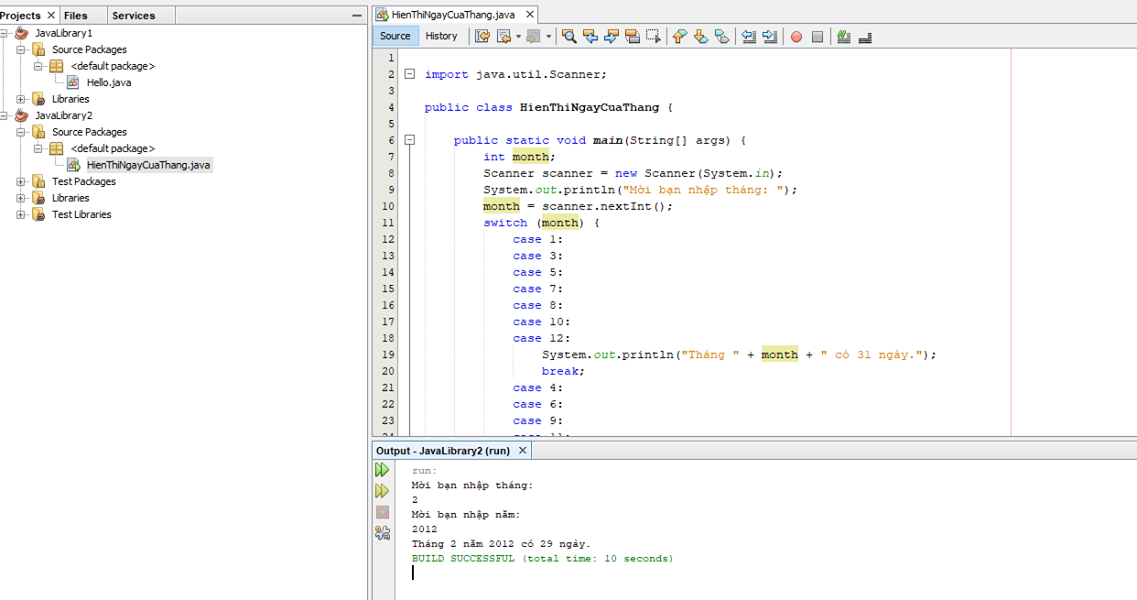 Projects Files Services
JavaLibrary1
Source Packages
<default package>
Hello.java
Libraries
JavaLibrary2
Source Packages
<default package>
HienThiNgayCuaThang.java
Test Packages
Libraries
Test Libraries
HienThiNgayCuaThang.java
Source History
1
2 import java.util.Scanner;
3
4 public class HienThiNgayCuaThang {
5
6 public static void main(String[] args) {
7 int month;
8 Scanner scanner = new Scanner(System.in);
9 System.out.println("Mời bạn nhập tháng: ");
10 month = scanner.nextInt();
11 switch (month) {
12 case 1:
13 case 3:
14 case 5:
15 case 7:
16 case 8:
17 case 10:
18 case 12:
19 System.out.println("Tháng " + month + " có 31 ngày.");
20 break;
21 case 4:
22 case 6:
23 case 9:
Output - JavaLibrary2 (run)
run:
Mời bạn nhập tháng:
2
Mời bạn nhập năm:
2012
Tháng 2 năm 2012 có 29 ngày.
BUILD SUCCESSFUL (total time: 10 seconds)